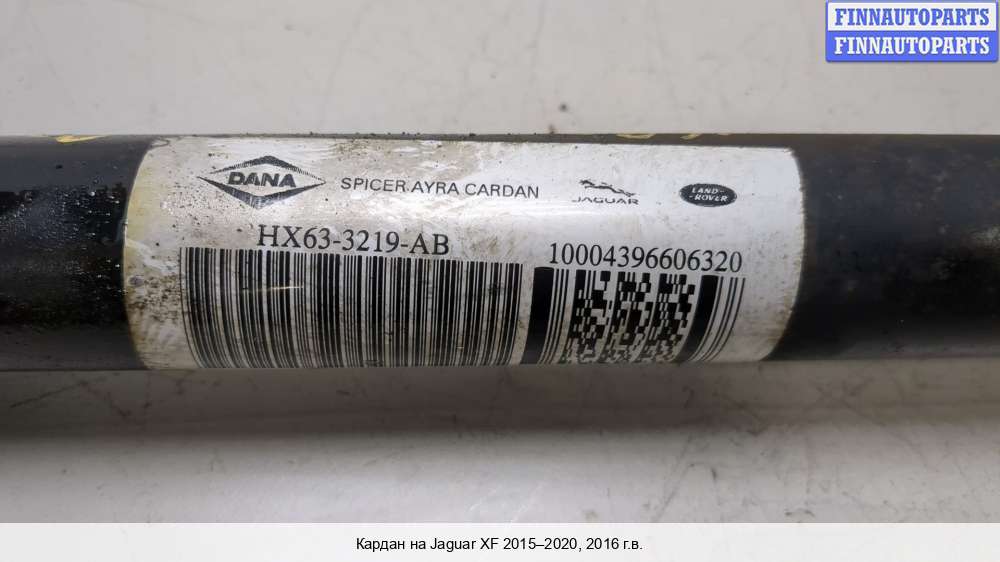 FINNAUTOPARTS
FINNAUTOPARTS
DANA
SPICER AYRA CARDAN
JAGUAR
LAND-
ROVER
HX63-3219-AB
10004396606320
Кардан на Jaguar XF 2015–2020, 2016 г.в.